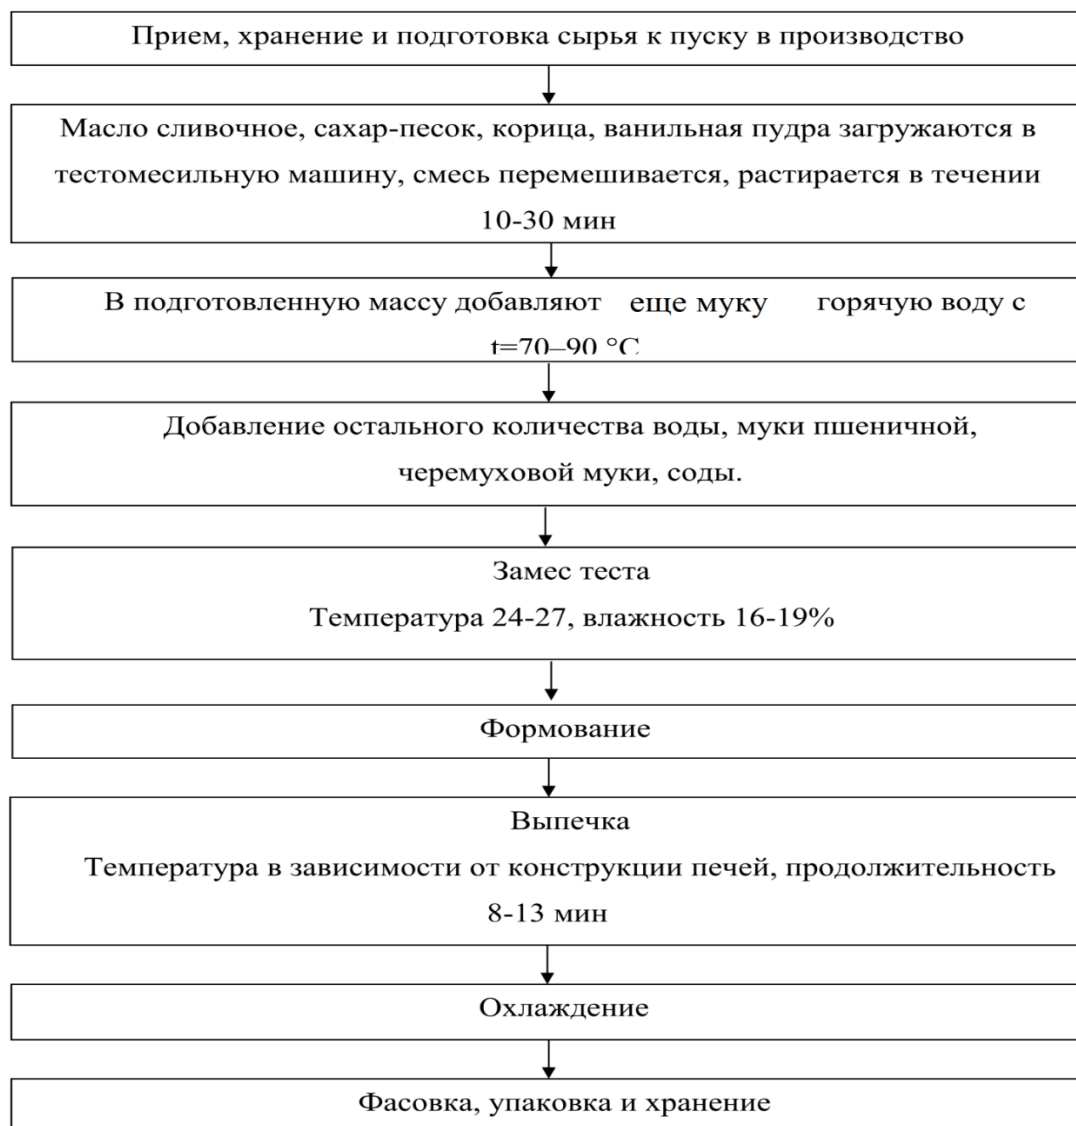 Прием, хранение и подготовка сырья к пуску в производство
Масло сливочное, сахар-песок, корица, ванильная пудра загружаются в
тестомесильную машину, смесь перемешивается, растирается в течении
10-30 мин
В подготовленную массу добавляют еще муку горячую воду с
t=70–90 °C
Добавление остального количества воды, муки пшеничной,
черемуховой муки, соды.
Замес теста
Температура 24-27, влажность 16-19%
Формование
Выпечка
Температура в зависимости от конструкции печей, продолжительность
8-13 мин
Охлаждение
Фасовка, упаковка и хранение